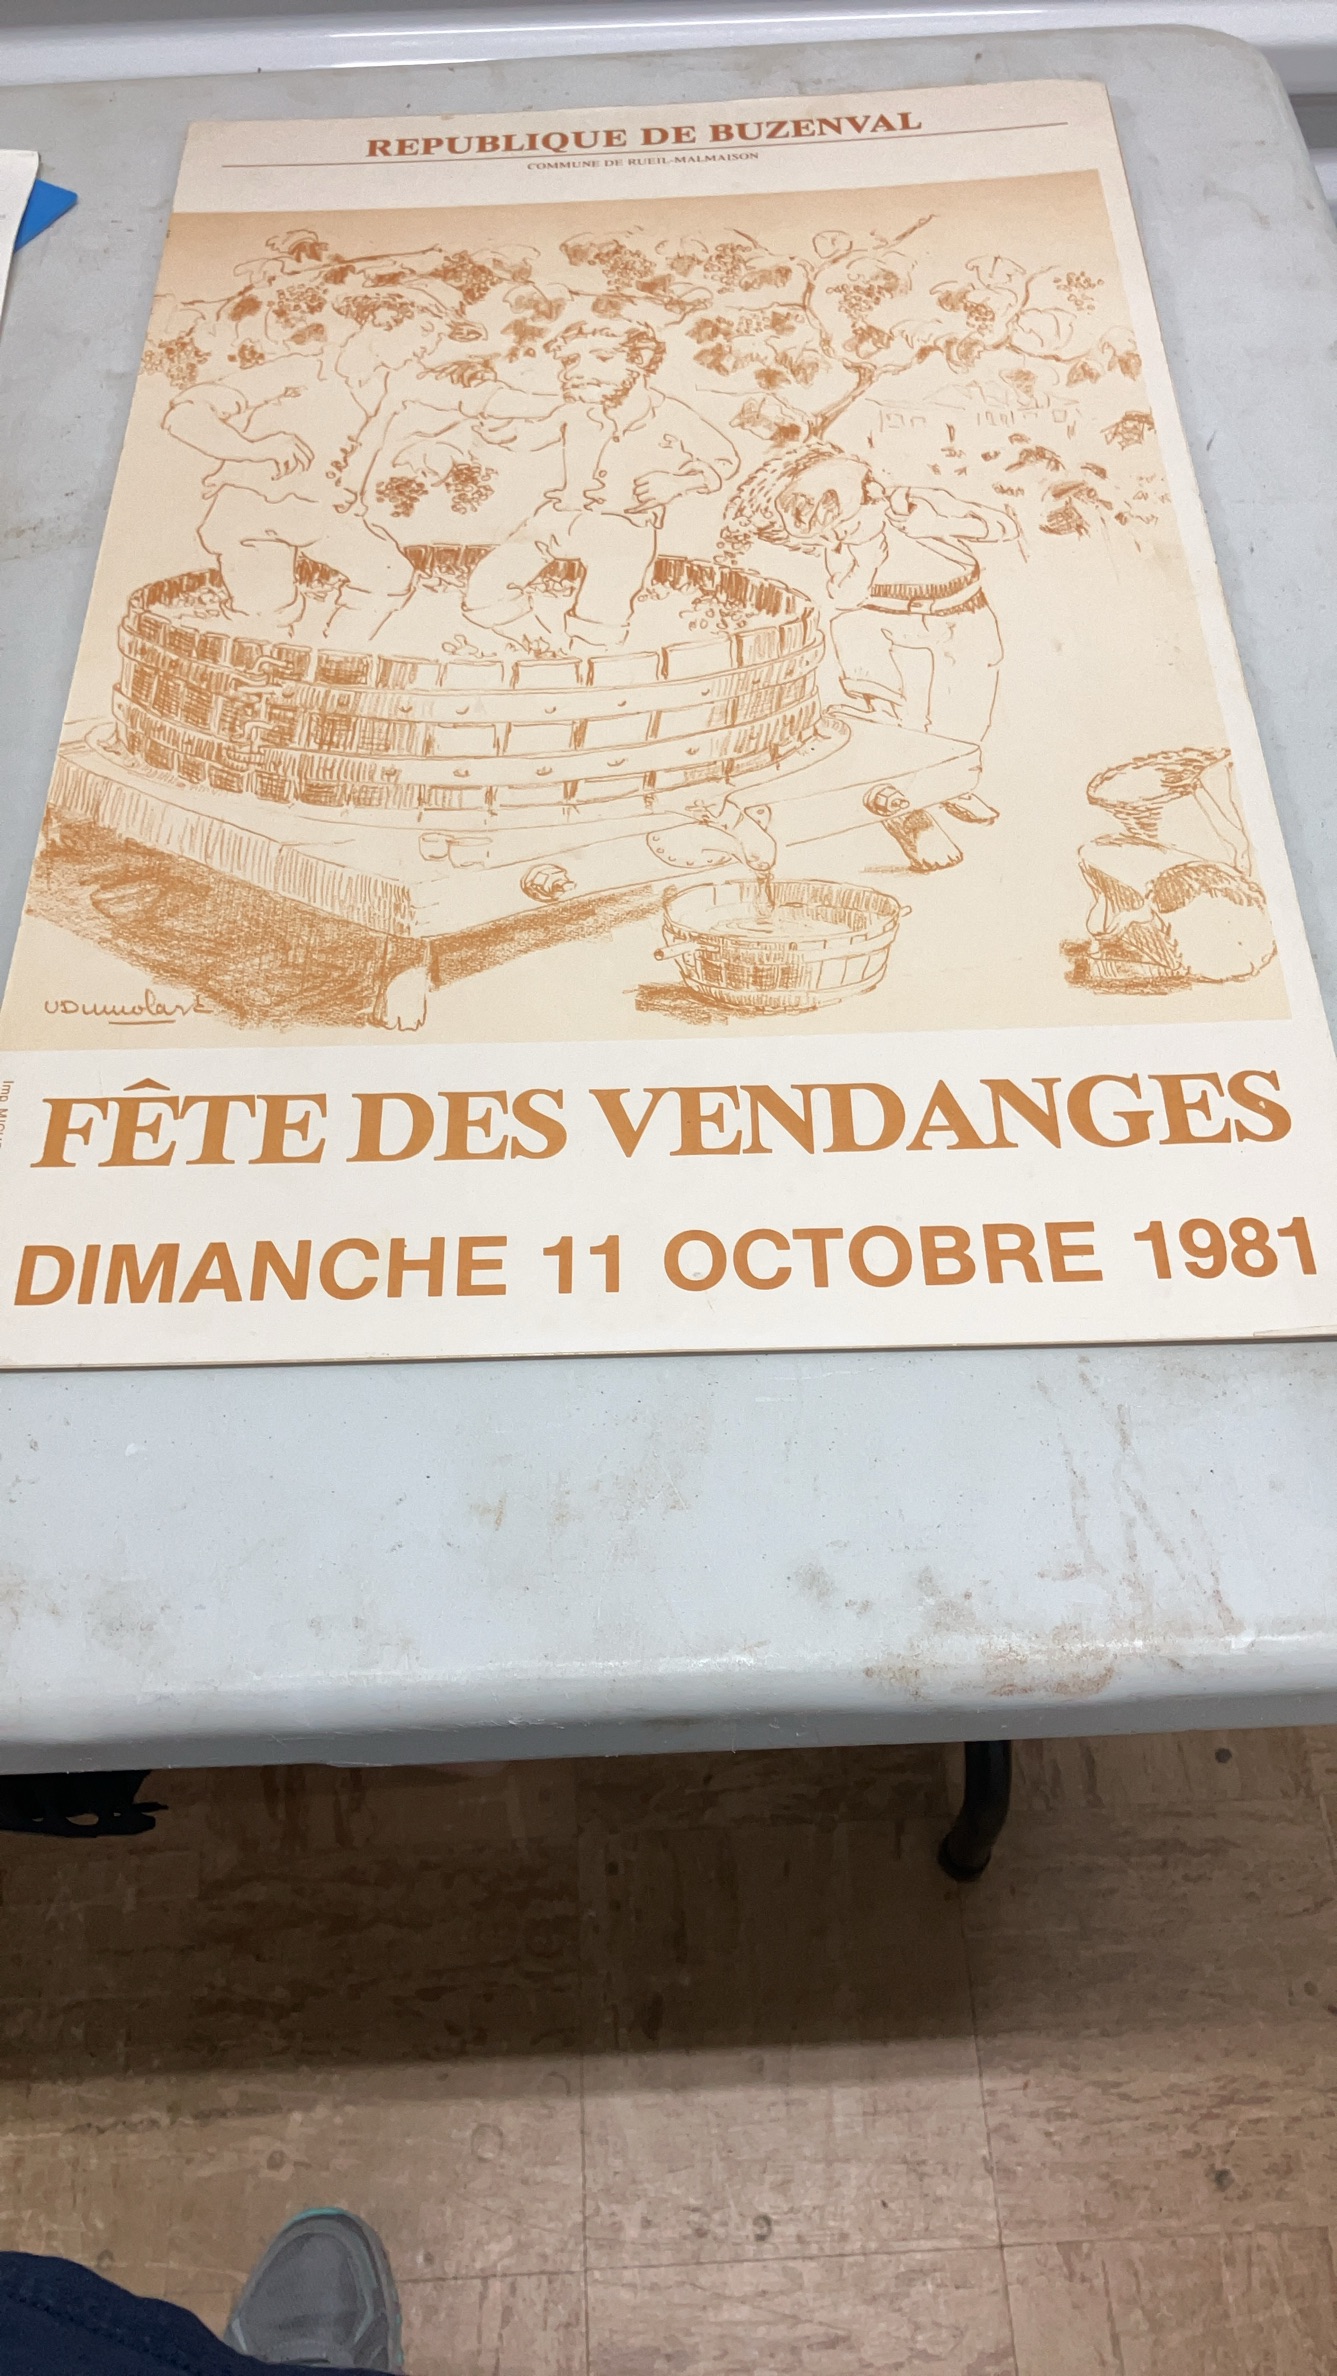 REPUBLIQUE DE BUZENVAL
COMMUNE DE RUEIL-MALMAISON
FÊTE DES VENDANGES
DIMANCHE 11 OCTOBRE 1981